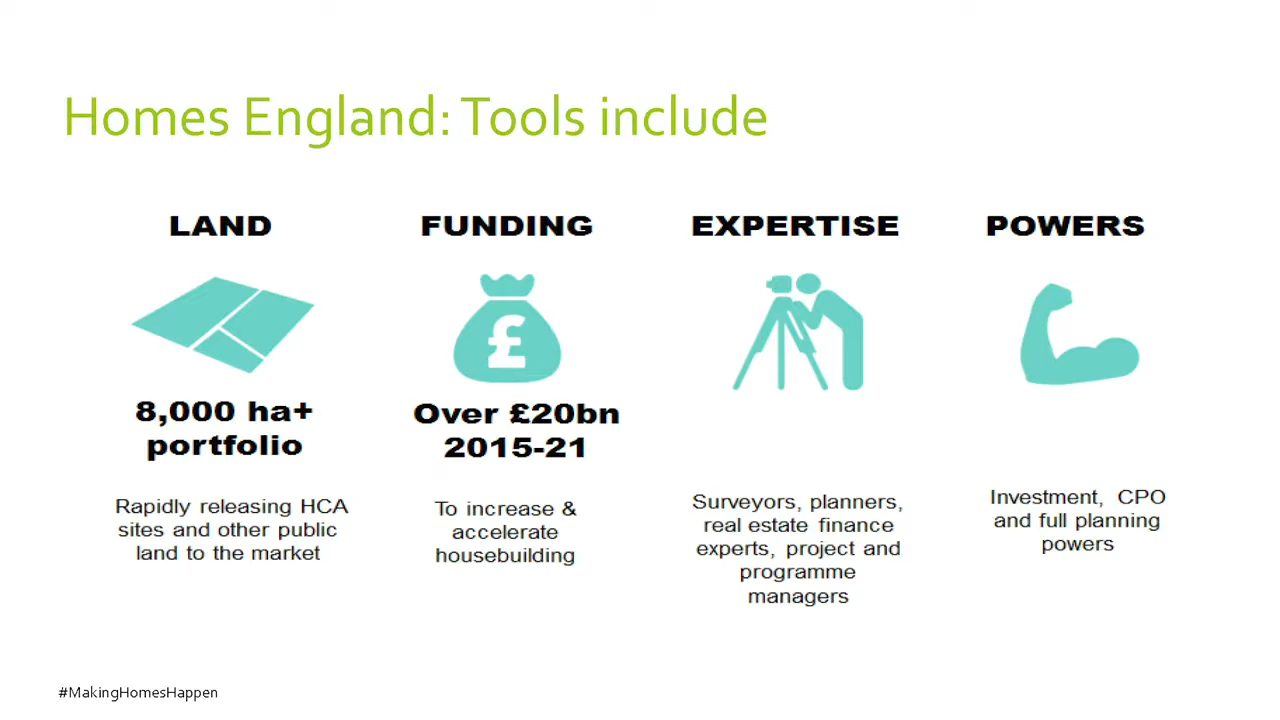 Homes England: Tools include
LAND
8,000 ha+
portfolio
Rapidly releasing HCA
sites and other public
land to the market
FUNDING
£
Over £20bn
2015-21
To increase &
accelerate
housebuilding
EXPERTISE
Surveyors, planners,
real estate finance
experts, project and
programme
managers
POWERS
Investment, CPO
and full planning
powers
#MakingHomesHappen